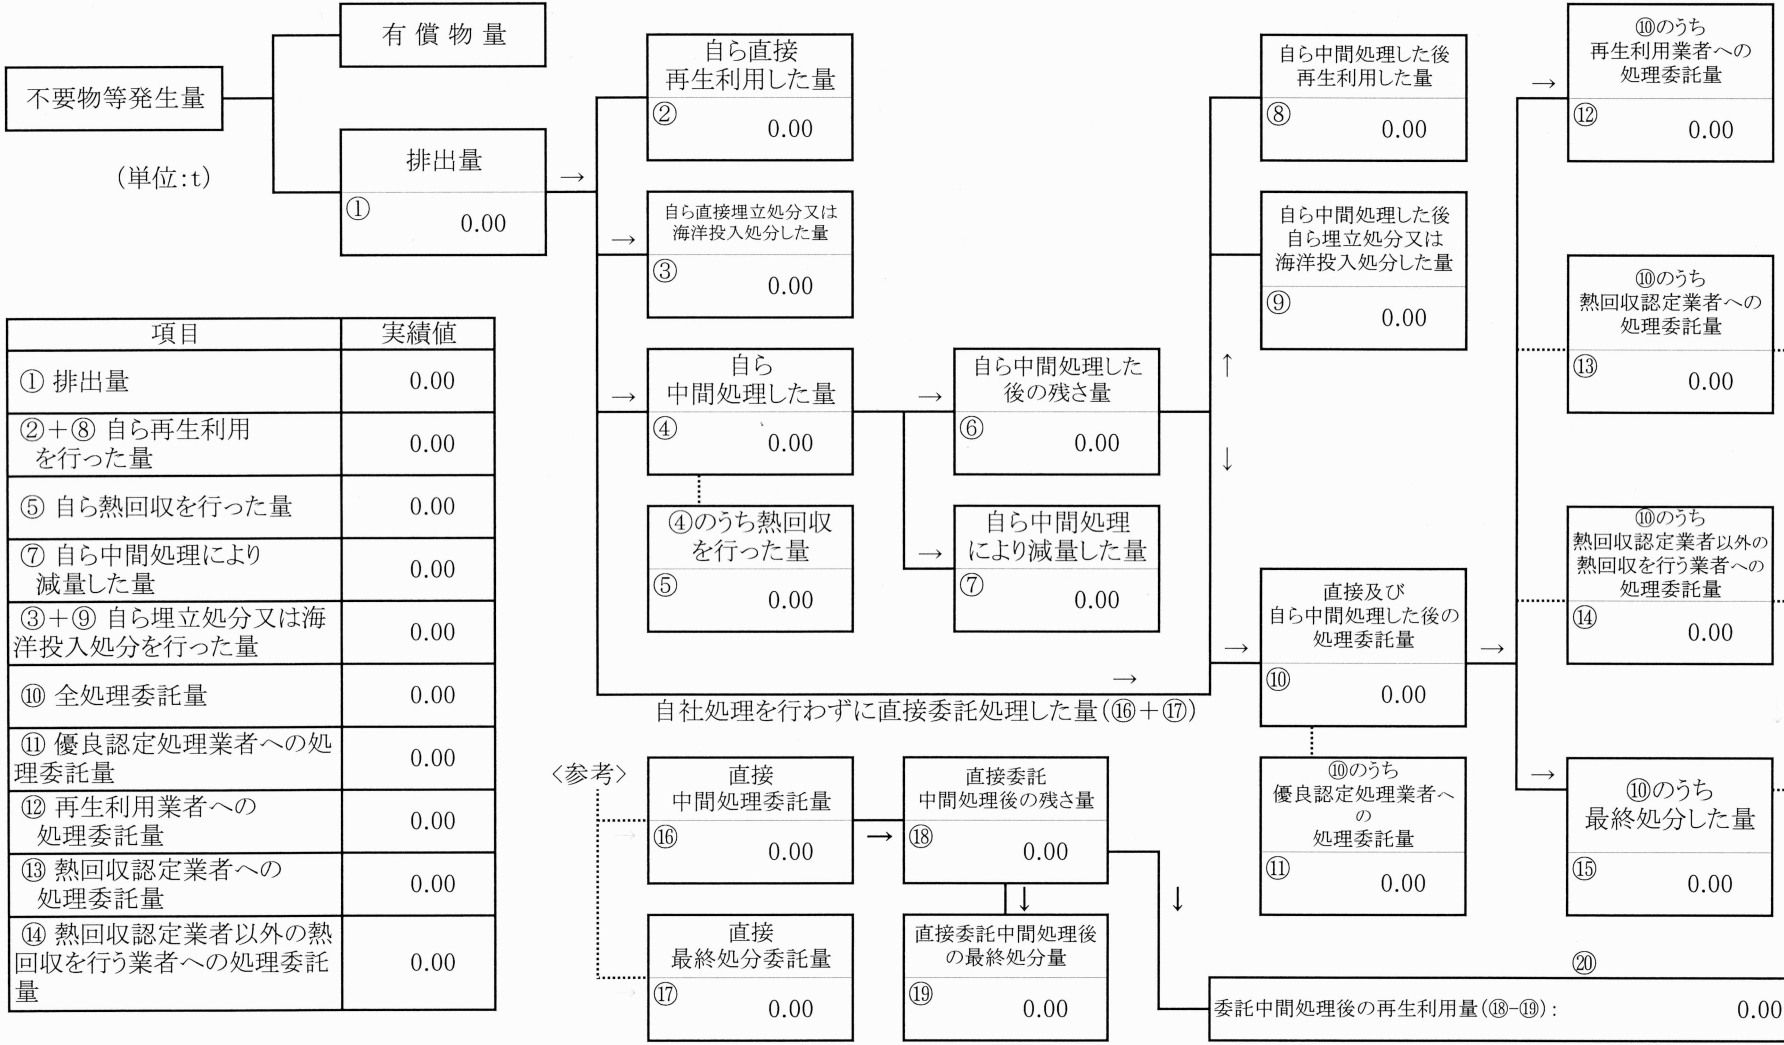 不要物等発生量
(単位:t)
有償物量
排出量
①
0.00
自ら直接
再生利用した量
②
0.00
自ら直接埋立処分又は
海洋投入処分した量
③
0.00
自ら
中間処理した量
④
0.00
④のうち熱回収
を行った量
⑤
0.00
自ら中間処理した
後の残さ量
⑥
0.00
自ら中間処理
により減量した量
⑦
0.00
自ら中間処理した後
再生利用した量
⑧
0.00
自ら中間処理した後
自ら埋立処分又は
海洋投入処分した量
⑨
0.00
直接及び
自ら中間処理した後の
処理委託量
⑩
0.00
⑩のうち
優良認定処理業者へ
の
処理委託量
⑪
0.00
⑩のうち
再生利用業者への
処理委託量
⑫
0.00
⑩のうち
熱回収認定業者への
処理委託量
⑬
0.00
⑩のうち
熱回収認定業者以外の
熱回収を行う業者への
処理委託量
⑭
0.00
⑩のうち
最終処分した量
⑮
0.00
自社処理を行わずに直接委託処理した量(⑯+⑰)
<参考>
直接
中間処理委託量
⑯
0.00
直接
最終処分委託量
⑰
0.00
直接委託
中間処理後の残さ量
⑱
0.00
直接委託中間処理後
の最終処分量
⑲
0.00
⑳
委託中間処理後の再生利用量(⑱-⑲): 0.00
項目 実績値
① 排出量 0.00
②+⑧ 自ら再生利用
を行った量 0.00
⑤ 自ら熱回収を行った量 0.00
⑦ 自ら中間処理により
減量した量 0.00
③+⑨ 自ら埋立処分又は海
洋投入処分を行った量 0.00
⑩ 全処理委託量 0.00
⑪ 優良認定処理業者への処
理委託量 0.00
⑫ 再生利用業者への
処理委託量 0.00
⑬ 熱回収認定業者への
処理委託量 0.00
⑭ 熱回収認定業者以外の熱
回収を行う業者への処理委託
量 0.00